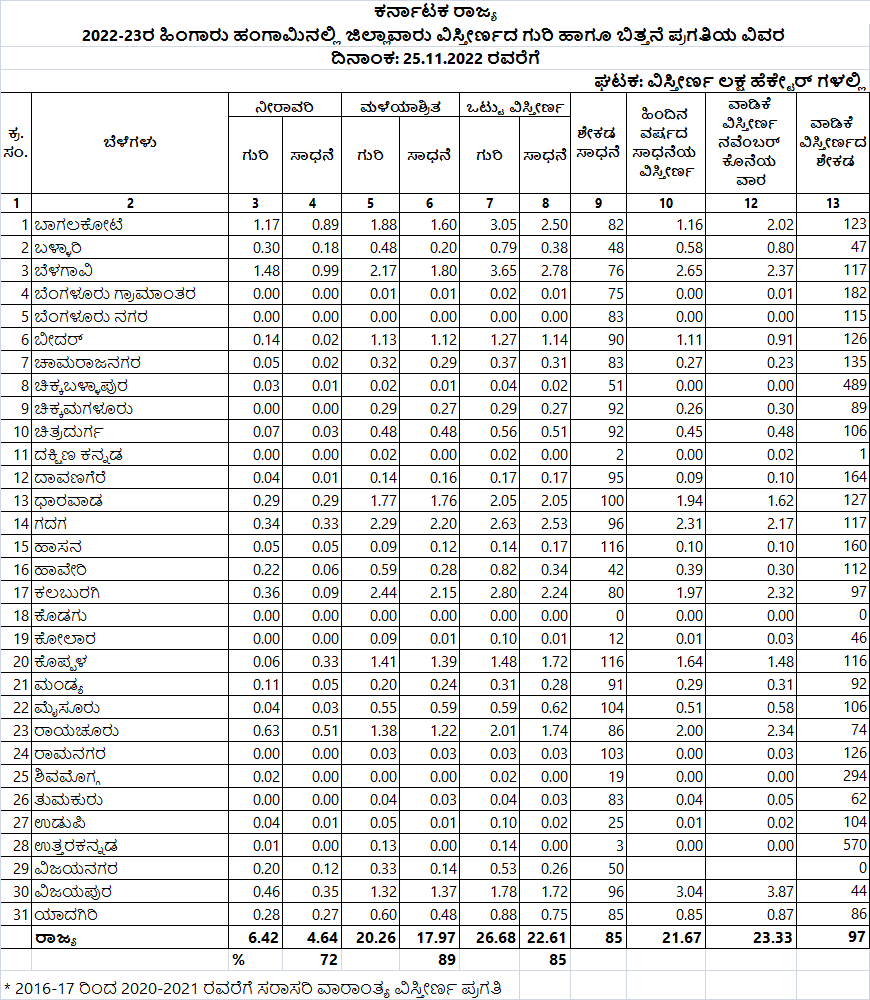 ಕರ್ನಾಟಕ ರಾಜ್ಯ
2022-23ರ ಹಿಂಗಾರು ಹಂಗಾಮಿನಲ್ಲಿ ಜಿಲ್ಲಾವಾರು ವಿಸ್ತೀರ್ಣದ ಗುರಿ ಹಾಗೂ ಬಿತ್ತನೆ ಪ್ರಗತಿಯ ವಿವರ
ದಿನಾಂಕ: 25.11.2022 ರವರೆಗೆ
ಘಟಕ: ವಿಸ್ತೀರ್ಣ ಲಕ್ಷ ಹೆಕ್ಟೇರ್ ಗಳಲ್ಲಿ
ಕ್ರ. ಸಂ. ಬೆಳೆಗಳು ನೀರಾವರಿ ಮಳೆಯಾಶ್ರಿತ ಒಟ್ಟು ವಿಸ್ತೀರ್ಣ ಶೇಕಡ ಸಾಧನೆ ಹಿಂದಿನ ವರ್ಷದ ಸಾಧನೆಯ ವಿಸ್ತೀರ್ಣ ವಾಡಿಕೆ ವಿಸ್ತೀರ್ಣ ನವೆಂಬರ್ ಕೊನೆಯ ವಾರ ವಾಡಿಕೆ ವಿಸ್ತೀರ್ಣದ ಶೇಕಡ
ಗುರಿ ಸಾಧನೆ ಗುರಿ ಸಾಧನೆ ಗುರಿ ಸಾಧನೆ
1 2 3 4 5 6 7 8 9 10 12 13
1 ಬಾಗಲಕೋಟೆ 1.17 0.89 1.88 1.60 3.05 2.50 82 1.16 2.02 123
2 ಬಳ್ಳಾರಿ 0.30 0.18 0.48 0.20 0.79 0.38 48 0.58 0.80 47
3 ಬೆಳಗಾವಿ 1.48 0.99 2.17 1.80 3.65 2.78 76 2.65 2.37 117
4 ಬೆಂಗಳೂರು ಗ್ರಾಮಾಂತರ 0.00 0.00 0.01 0.01 0.02 0.01 75 0.00 0.01 182
5 ಬೆಂಗಳೂರು ನಗರ 0.00 0.00 0.00 0.00 0.00 0.00 83 0.00 0.00 115
6 ಬೀದರ್ 0.14 0.02 1.13 1.12 1.27 1.14 90 1.11 0.91 126
7 ಚಾಮರಾಜನಗರ 0.05 0.02 0.32 0.29 0.37 0.31 83 0.27 0.23 135
8 ಚಿಕ್ಕಬಳ್ಳಾಪುರ 0.03 0.01 0.02 0.01 0.04 0.02 51 0.00 0.00 489
9 ಚಿಕ್ಕಮಗಳೂರು 0.00 0.00 0.29 0.27 0.29 0.27 92 0.26 0.30 89
10 ಚಿತ್ರದುರ್ಗ 0.07 0.03 0.48 0.48 0.56 0.51 92 0.45 0.48 106
11 ದಕ್ಷಿಣ ಕನ್ನಡ 0.00 0.00 0.02 0.00 0.02 0.00 2 0.00 0.02 1
12 ದಾವಣಗೆರೆ 0.04 0.01 0.14 0.16 0.17 0.17 95 0.09 0.10 164
13 ಧಾರವಾಡ 0.29 0.29 1.77 1.76 2.05 2.05 100 1.94 1.62 127
14 ಗದಗ 0.34 0.33 2.29 2.20 2.63 2.53 96 2.31 2.17 117
15 ಹಾಸನ 0.05 0.05 0.09 0.12 0.14 0.17 116 0.10 0.10 160
16 ಹಾವೇರಿ 0.22 0.06 0.59 0.28 0.82 0.34 42 0.39 0.30 112
17 ಕಲಬುರಗಿ 0.36 0.09 2.44 2.15 2.80 2.24 80 1.97 2.32 97
18 ಕೊಡಗು 0.00 0.00 0.00 0.00 0.00 0.00 0 0.00 0.00 0
19 ಕೋಲಾರ 0.00 0.00 0.09 0.01 0.10 0.01 12 0.01 0.03 46
20 ಕೊಪ್ಪಳ 0.06 0.33 1.41 1.39 1.48 1.72 116 1.64 1.48 116
21 ಮಂಡ್ಯ 0.11 0.05 0.20 0.24 0.31 0.28 91 0.29 0.31 92
22 ಮೈಸೂರು 0.04 0.03 0.55 0.59 0.59 0.62 104 0.51 0.58 106
23 ರಾಯಚೂರು 0.63 0.51 1.38 1.22 2.01 1.74 86 2.00 2.34 74
24 ರಾಮನಗರ 0.00 0.00 0.03 0.03 0.03 0.03 103 0.00 0.03 126
25 ಶಿವಮೊಗ್ಗ 0.02 0.00 0.00 0.00 0.02 0.00 19 0.00 0.00 294
26 ತುಮಕುರು 0.00 0.00 0.04 0.03 0.04 0.03 83 0.04 0.05 62
27 ಉಡುಪಿ 0.04 0.01 0.05 0.01 0.10 0.02 25 0.01 0.02 104
28 ಉತ್ತರಕನ್ನಡ 0.01 0.00 0.13 0.00 0.14 0.00 3 0.00 0.00 570
29 ವಿಜಯನಗರ 0.20 0.12 0.33 0.14 0.53 0.26 50 0
30 ವಿಜಯಪುರ 0.46 0.35 1.32 1.37 1.78 1.72 96 3.04 3.87 44
31 ಯಾದಗಿರಿ 0.28 0.27 0.60 0.48 0.88 0.75 85 0.85 0.87 86
ರಾಜ್ಯ 6.42 4.64 20.26 17.97 26.68 22.61 85 21.67 23.33 97
% 72 89 85
* 2016-17 ರಿಂದ 2020-2021 ರವರೆಗೆ ಸರಾಸರಿ ವಾರಾಂತ್ಯ ವಿಸ್ತೀರ್ಣ ಪ್ರಗತಿ